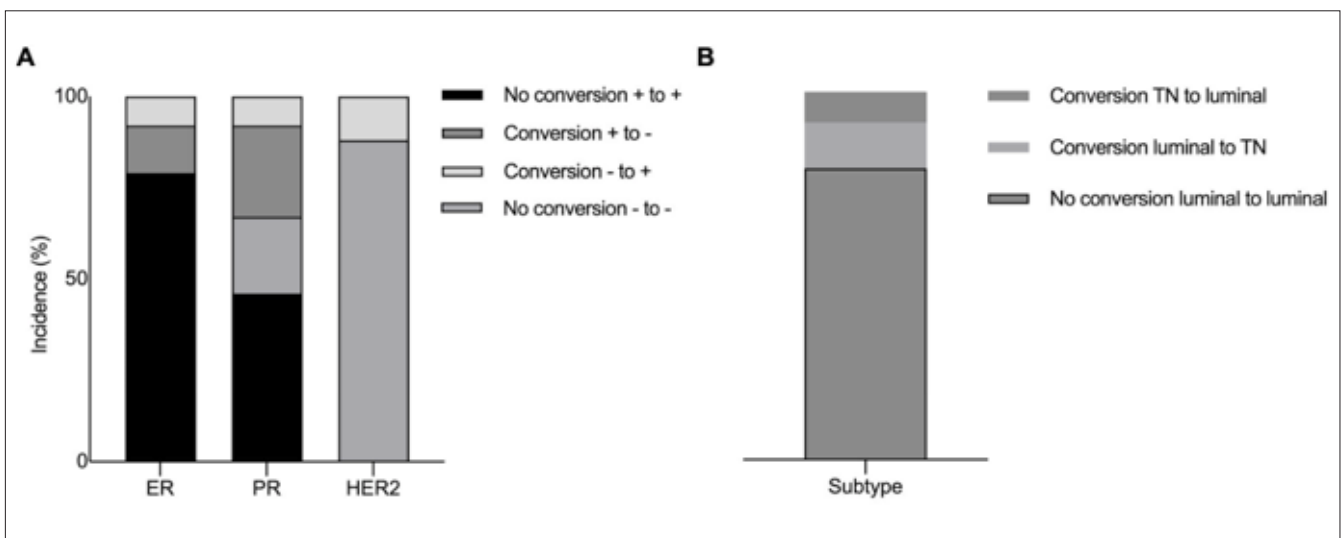 A
100
50
0
Incidence (%)
ER
PR
HER2
No conversion + to +
Conversion + to -
Conversion - to +
No conversion - to -
B
Subtype
Conversion TN to luminal
Conversion luminal to TN
No conversion luminal to luminal